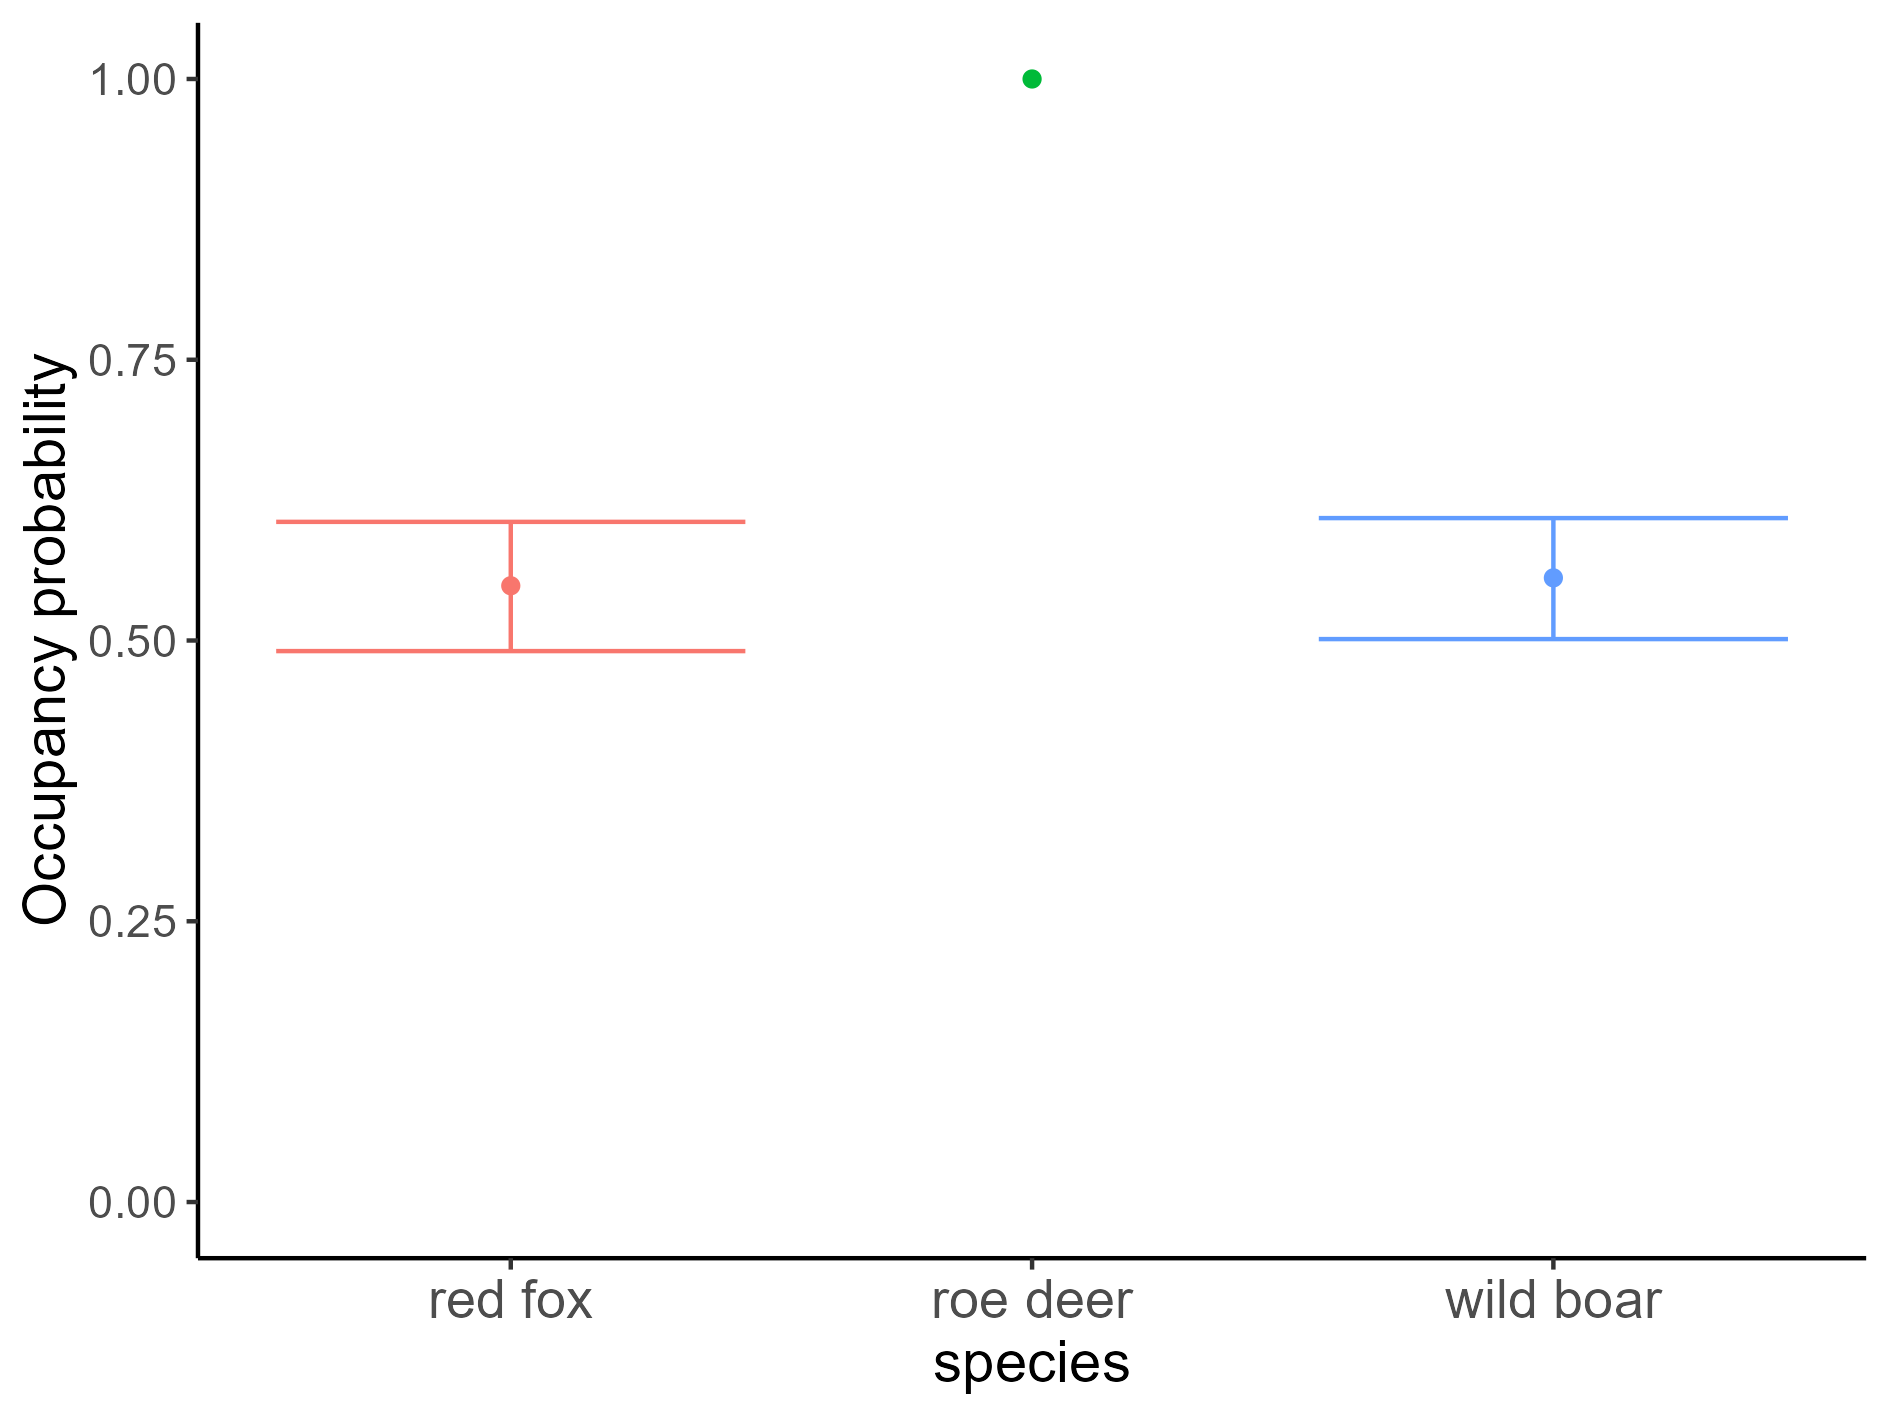 Occupancy probability
1.00
0.75
0.50
0.25
0.00
red fox
roe deer
wild boar
species